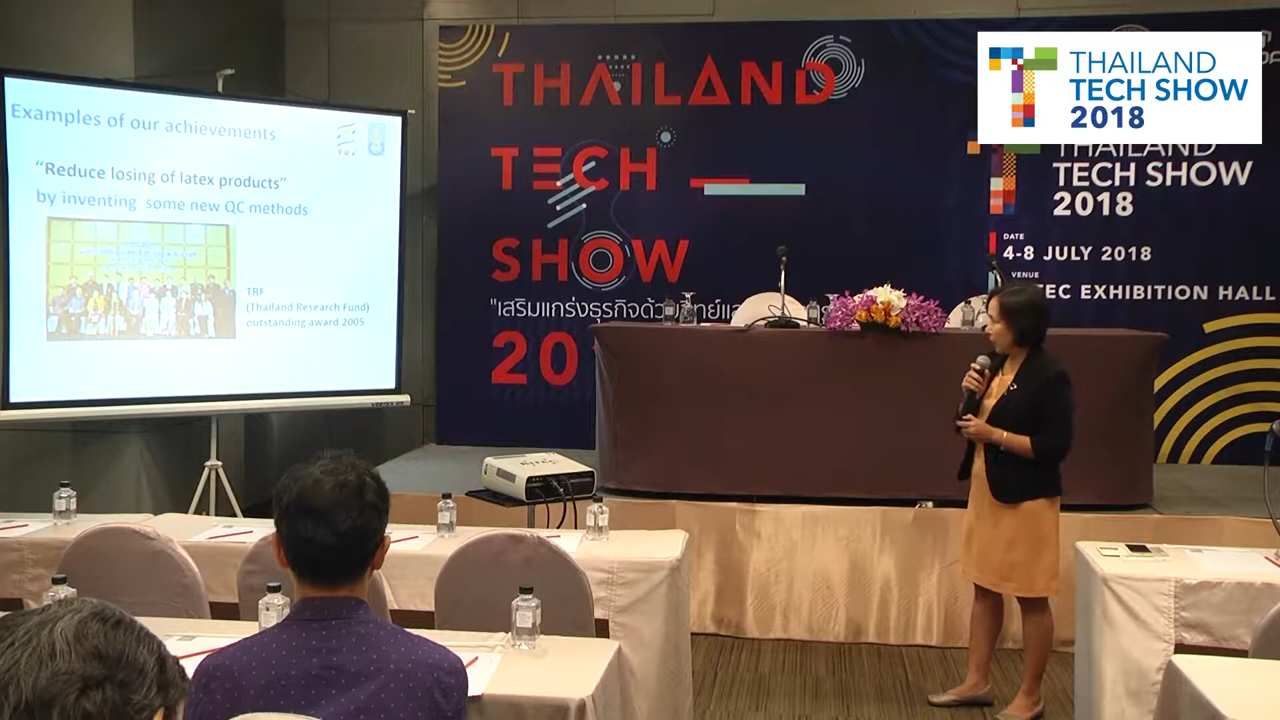 Examples of our achievements
"Reduce losing of latex products"
by inventing some new QC methods
TRF
(Thailand Research Fund)
outstanding award 2005
THAILAND
TECH
SHOW
"เสริมแกร่งธุรกิจด้วย
THAILAND
TECH SHOW
2018
THAILAND
TECH SHOW
2018
DATE
4-8 JULY 2018
VENUE
EXHIBITION HALL